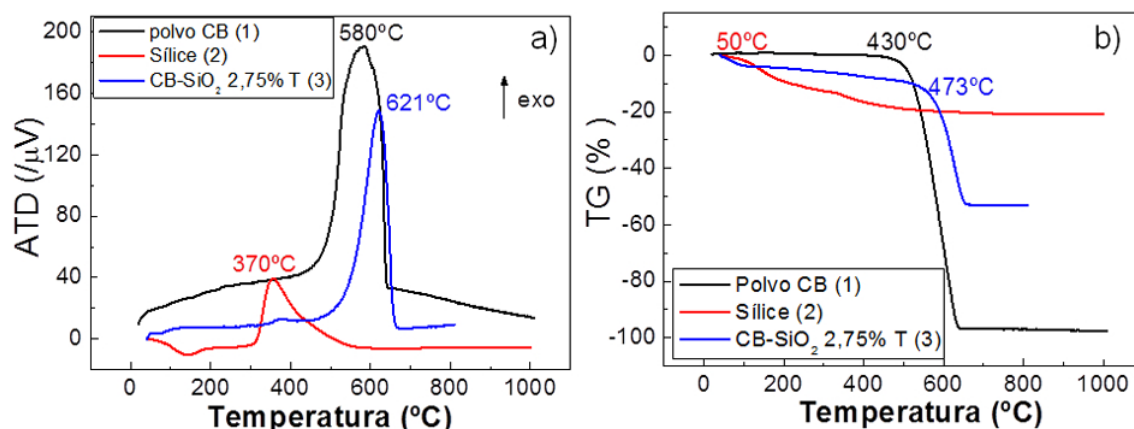 a)
200
160
120
80
40
0
ATD (/μV)
polvo CB (1)
Sílice (2)
CB-SiO₂ 2,75% T (3)
580ºC
exo
621ºC
370ºC
0 200 400 600 800 1000
Temperatura (ºC)
b)
0
-20
-40
-60
-80
-100
TG (%)
50ºC
430ºC
473ºC
Polvo CB (1)
Sílice (2)
CB-SiO₂ 2,75% T (3)
0 200 400 600 800 1000
Temperatura (ºC)